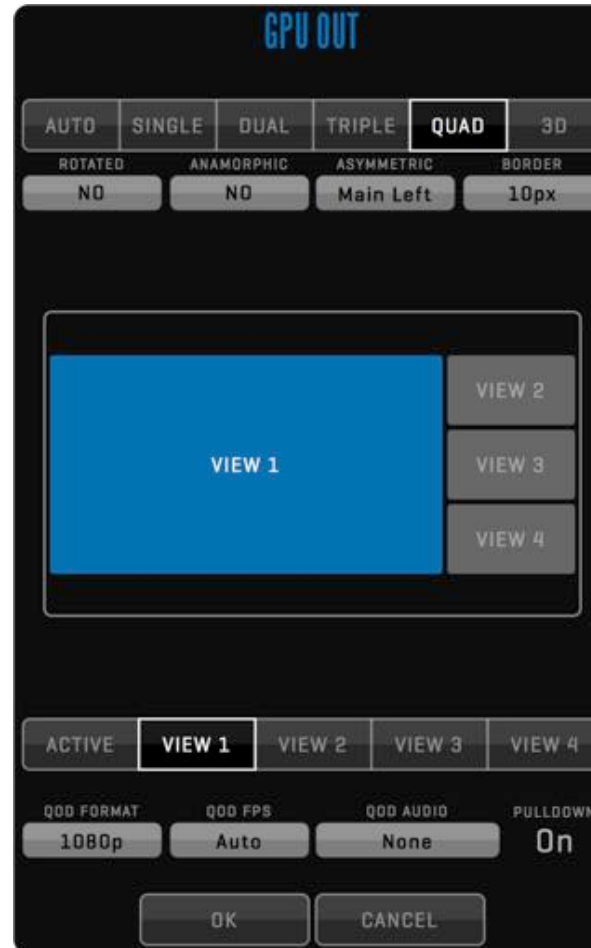 GPU OUT
AUTO SINGLE DUAL TRIPLE QUAD 3D
ROTATED ANAMORPHIC ASYMMETRIC BORDER
NO NO Main Left 10px
VIEW 2
VIEW 1 VIEW 3
VIEW 4
ACTIVE VIEW 1 VIEW 2 VIEW 3 VIEW 4
QOD FORMAT QOD FPS QOD AUDIO PULLDOWN
1080p Auto None On
OK CANCEL